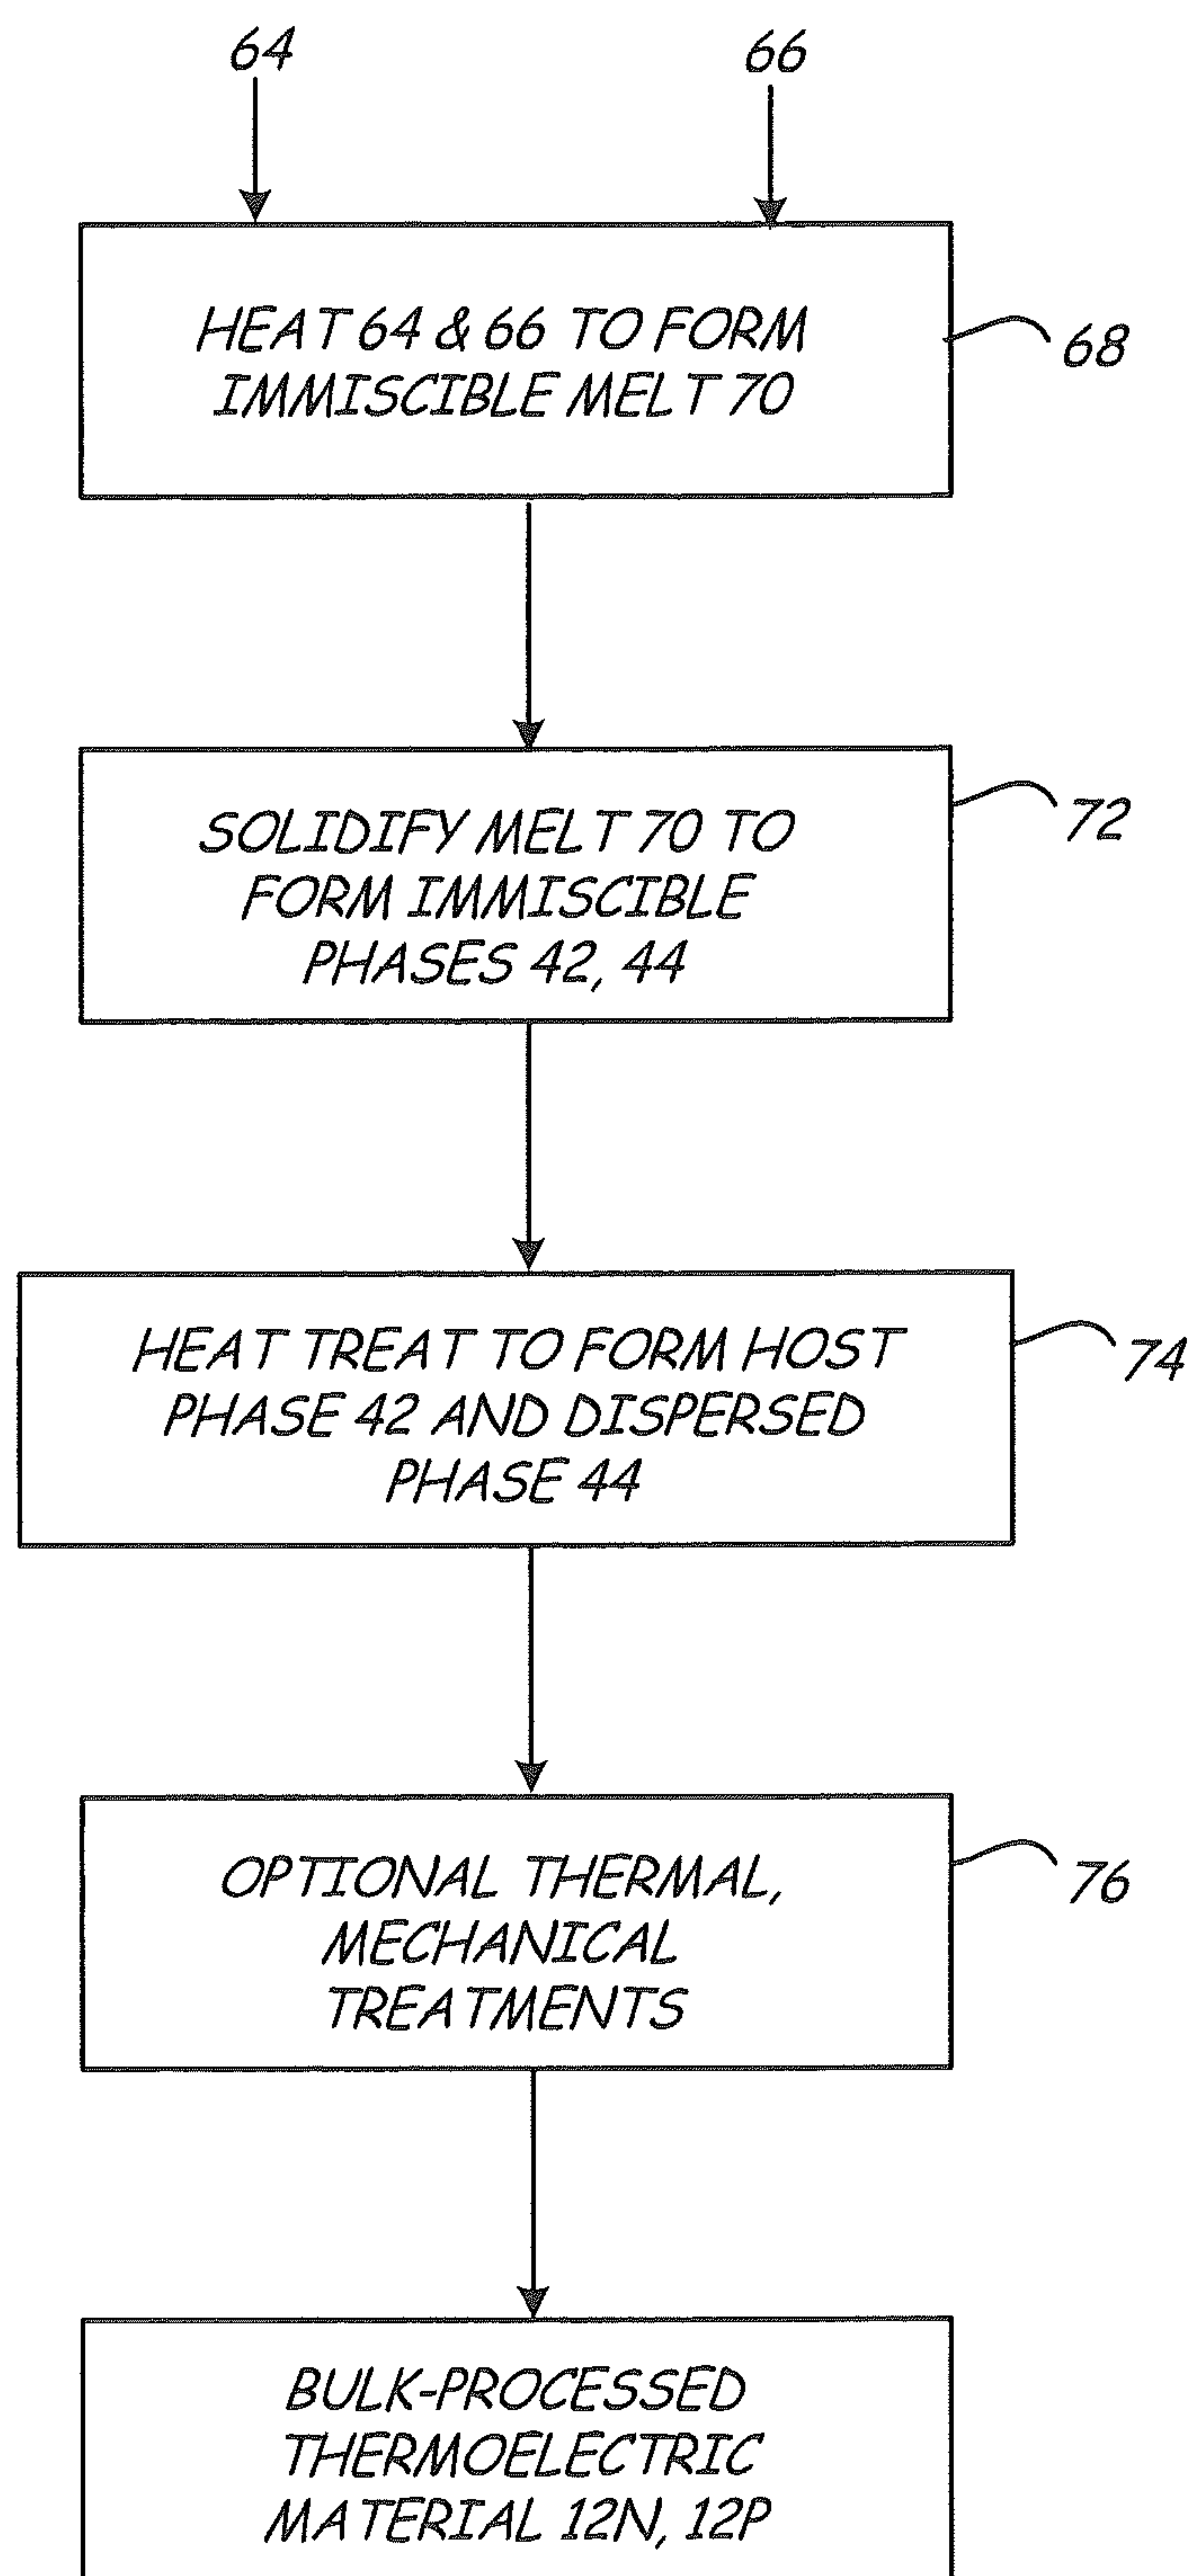 64
66
HEAT 64 & 66 TO FORM
IMMISCIBLE MELT 70
68
SOLIDIFY MELT 70 TO
FORM IMMISCIBLE
PHASES 42, 44
72
HEAT TREAT TO FORM HOST
PHASE 42 AND DISPERSED
PHASE 44
74
OPTIONAL THERMAL,
MECHANICAL
TREATMENTS
76
BULK-PROCESSED
THERMOELECTRIC
MATERIAL 12N, 12P